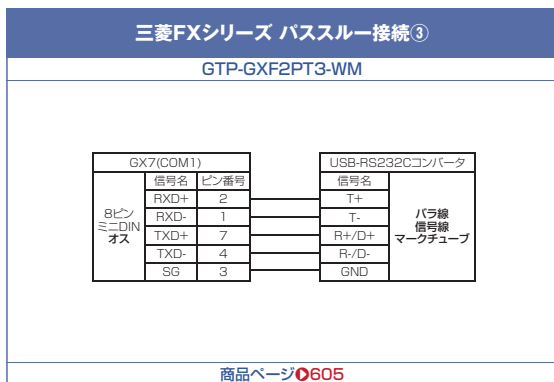 三菱FXシリーズ パススルー接続③
GTP-GXF2PT3-WM
GX7(COM1)
信号名 ピン番号
8ピン
ミニDIN
オス
RXD+ 2
RXD- 1
TXD+ 7
TXD- 4
SG 3
USB-RS232Cコンバータ
信号名
T+
T-
R+/D+
R-/D-
GND
バラ線
信号線
マークチューブ
商品ページ 605